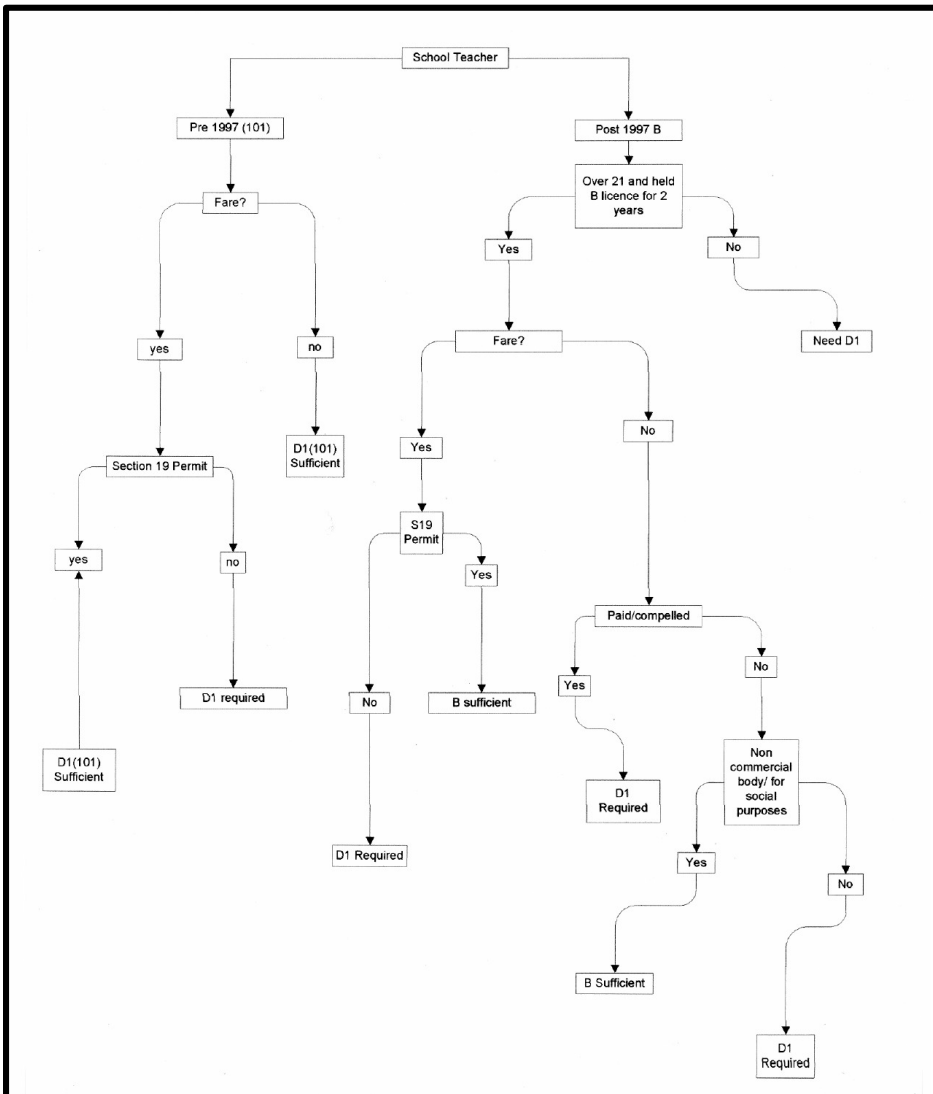 School Teacher
Pre 1997 (101)
Post 1997 B
Over 21 and held
B licence for 2
years
Fare?
Yes
No
yes
no
Fare?
Need D1
D1(101)
Sufficient
Yes
No
Section 19 Permit
S19
Permit
yes
no
Yes
Paid/compelled
No
D1 required
No
B sufficient
Yes
D1(101)
Sufficient
Non
commercial
body/ for
social
purposes
D1
Required
D1 Required
Yes
No
B Sufficient
D1
Required